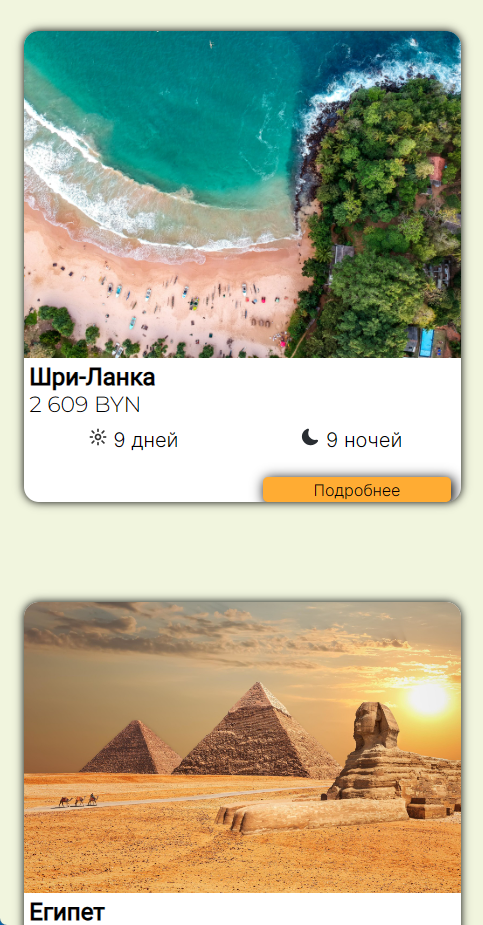 Шри-Ланка
2 609 BYN
9 дней 9 ночей
Подробнее
Египет